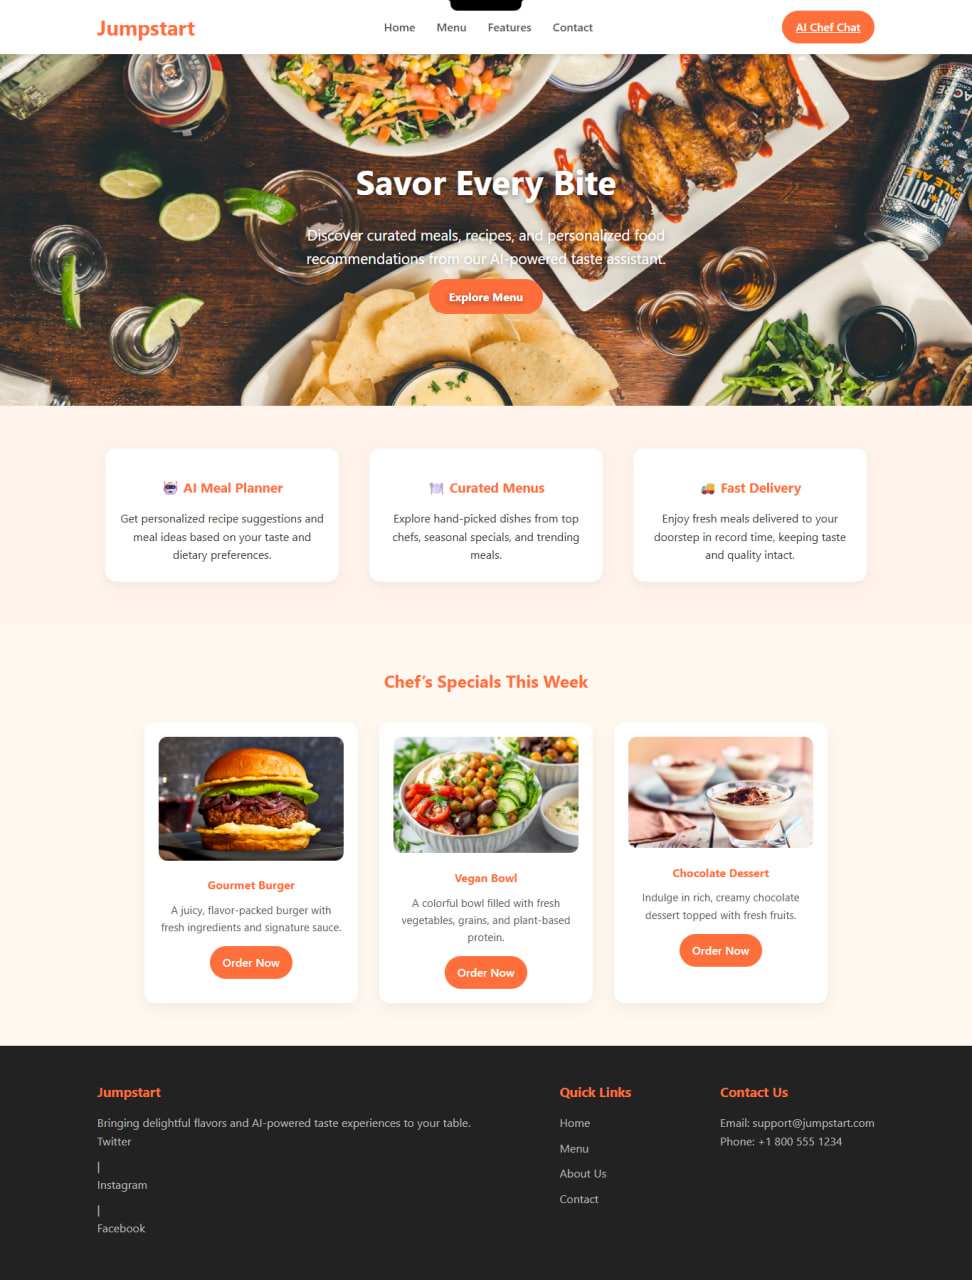 Jumpstart
Home
Menu
Features
Contact
AI Chef Chat
ACRE
PALE ALE
Savor Every Bite
Discover curated meals, recipes, and personalized food
recommendations from our AI-powered taste assistant.
Explore Menu
AI Meal Planner
Get personalized recipe suggestions and
meal ideas based on your taste and
dietary preferences.
Curated Menus
Explore hand-picked dishes from top
chefs, seasonal specials, and trending
meals.
Fast Delivery
Enjoy fresh meals delivered to your
doorstep in record time, keeping taste
and quality intact.
Chef’s Specials This Week
Gourmet Burger
A juicy, flavor-packed burger with
fresh ingredients and signature sauce.
Order Now
Vegan Bowl
A colorful bowl filled with fresh
vegetables, grains, and plant-based
protein.
Order Now
Chocolate Dessert
Indulge in rich, creamy chocolate
dessert topped with fresh fruits.
Order Now
Jumpstart
Bringing delightful flavors and AI-powered taste experiences to your table.
Twitter
|
Instagram
|
Facebook
Quick Links
Home
Menu
About Us
Contact
Contact Us
Email: support@jumpstart.com
Phone: +1 800 555 1234